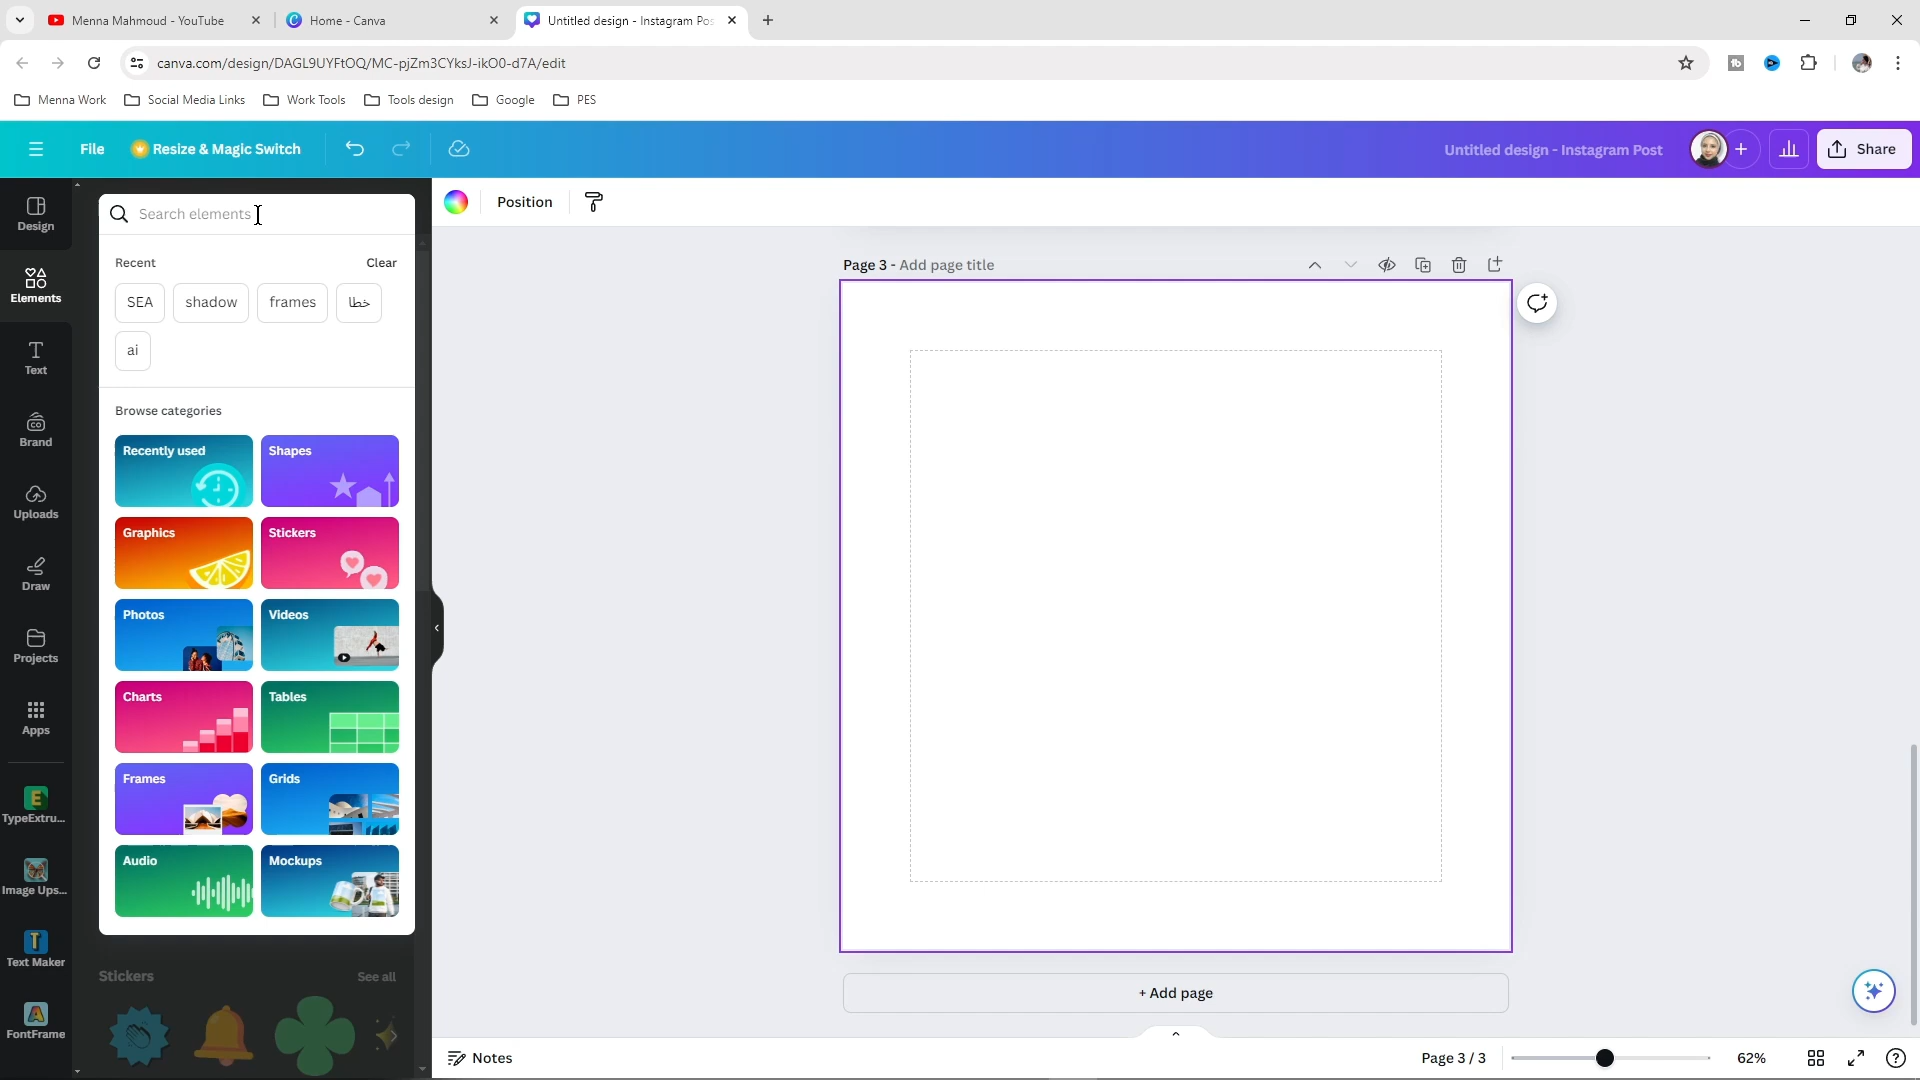 Menna Mahmoud - YouTube
Home - Canva
Untitled design - Instagram Pos
canva.com/design/DAGL9UYFtOQ/MC-pjZm3CYksJ-ikO0-d7A/edit
Menna Work
Social Media Links
Work Tools
Tools design
Google
PES
File
Resize & Magic Switch
Untitled design - Instagram Post
Share
Design
Elements
Text
Brand
Uploads
Draw
Projects
Apps
TypeExtru...
Image Ups...
Text Maker
FontFrame
Search elements
Recent
Clear
SEA
shadow
frames
خطا
ai
Browse categories
Recently used
Shapes
Graphics
Stickers
Photos
Videos
Charts
Tables
Frames
Grids
Audio
Mockups
Stickers
See all
Position
Page 3 - Add page title
+ Add page
Notes
Page 3 / 3
62%